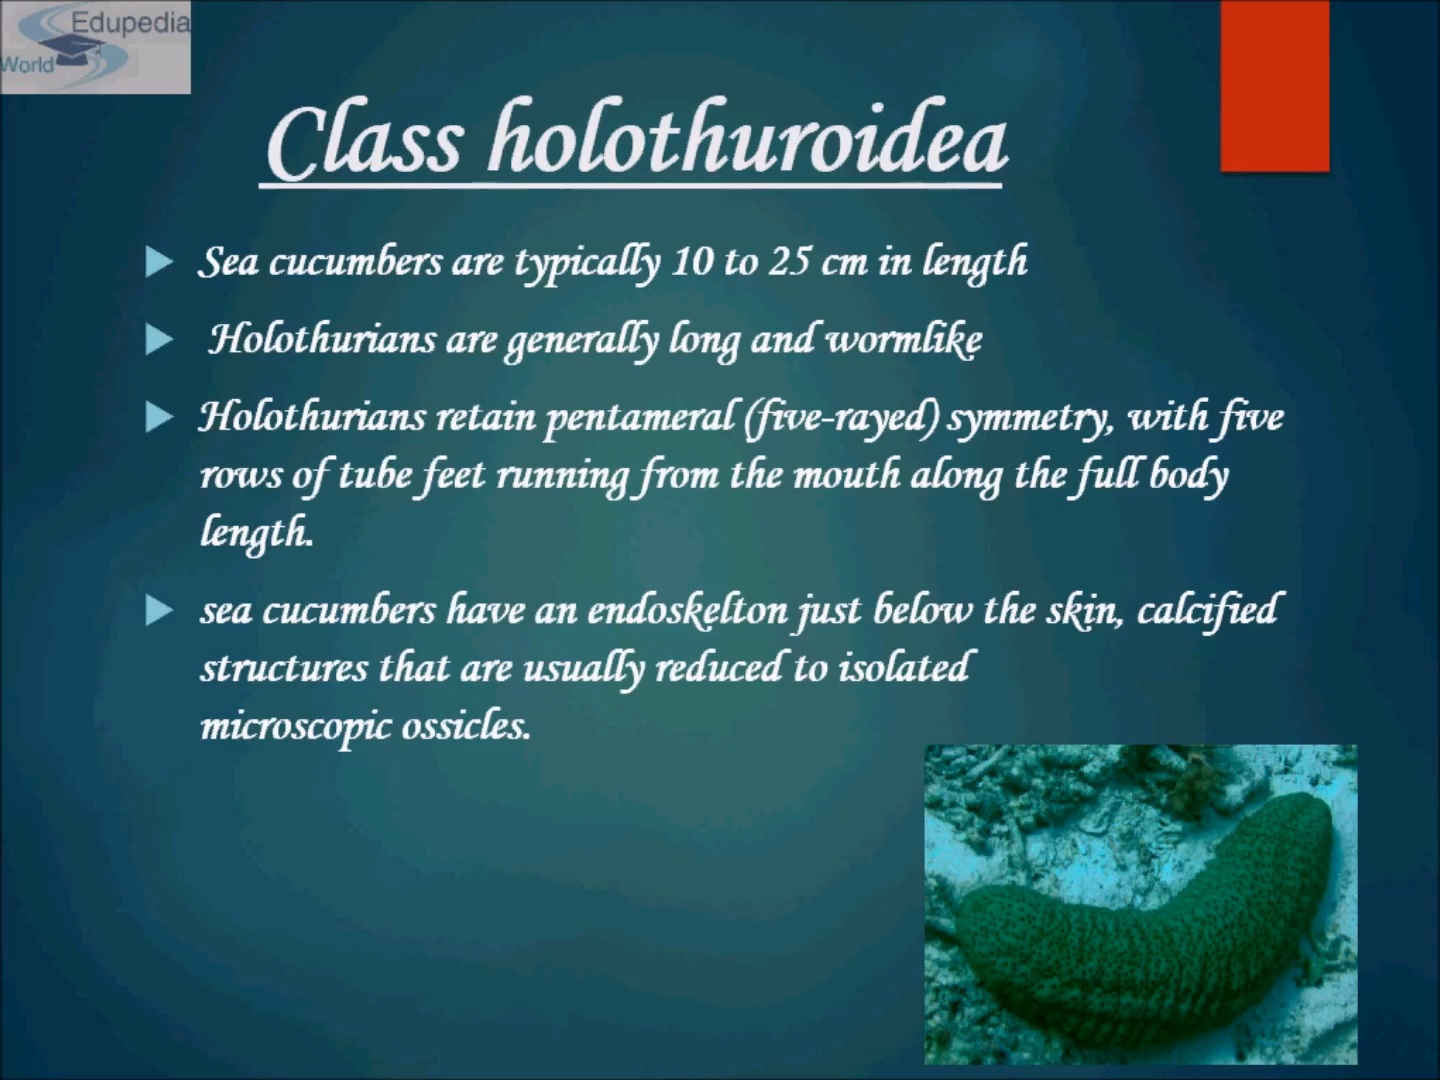 Edupedia
World
Class holothuroidea
Sea cucumbers are typically 10 to 25 cm in length
Holothurians are generally long and wormlike
Holothurians retain pentameral (five-rayed) symmetry, with five
rows of tube feet running from the mouth along the full body
length.
sea cucumbers have an endoskelton just below the skin, calcified
structures that are usually reduced to isolated
microscopic ossicles.